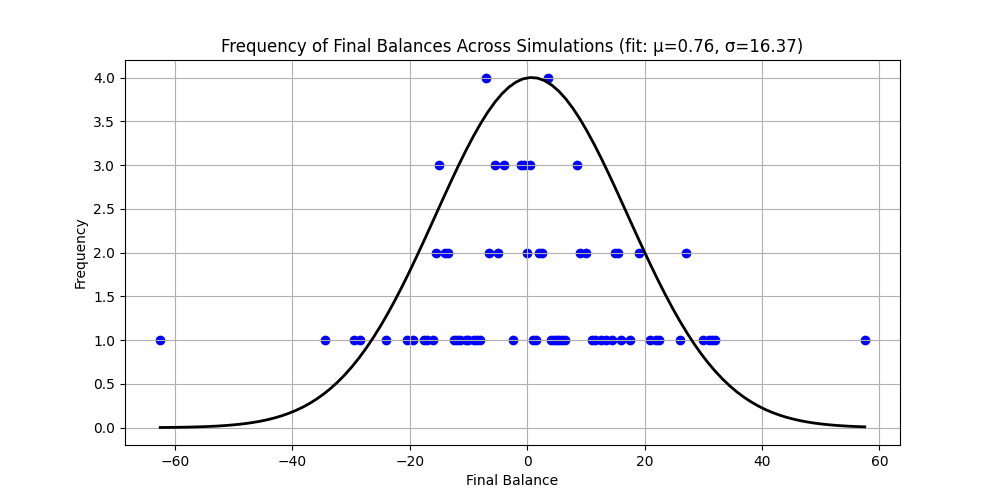 Frequency of Final Balances Across Simulations (fit: μ=0.76, σ=16.37)
4.0
3.5
3.0
2.5
2.0
1.5
1.0
0.5
0.0
Frequency
−60 −40 −20 0 20 40 60
Final Balance